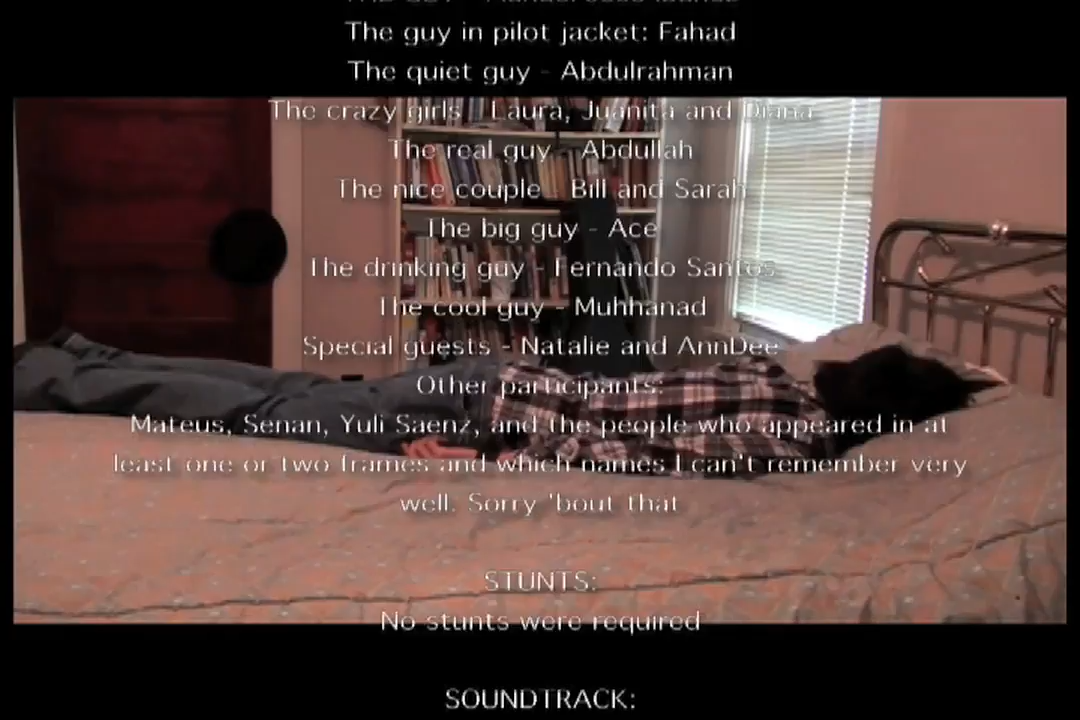 The guy in pilot jacket: Fahad
The quiet guy - Abdulrahman
The crazy girls - Laura, Juanita and Diana
The real guy - Abdullah
The nice couple - Bill and Sarah
The big guy - Ace
The drinking guy - Fernando Santos
The cool guy - Muhhanad
Special guests - Natalie and AnnDee
Other participants:
Mateus, Senan, Yuli Saenz, and the people who appeared in at
least one or two frames and which names I can't remember very
well. Sorry 'bout that
STUNTS:
No stunts were required
SOUNDTRACK: